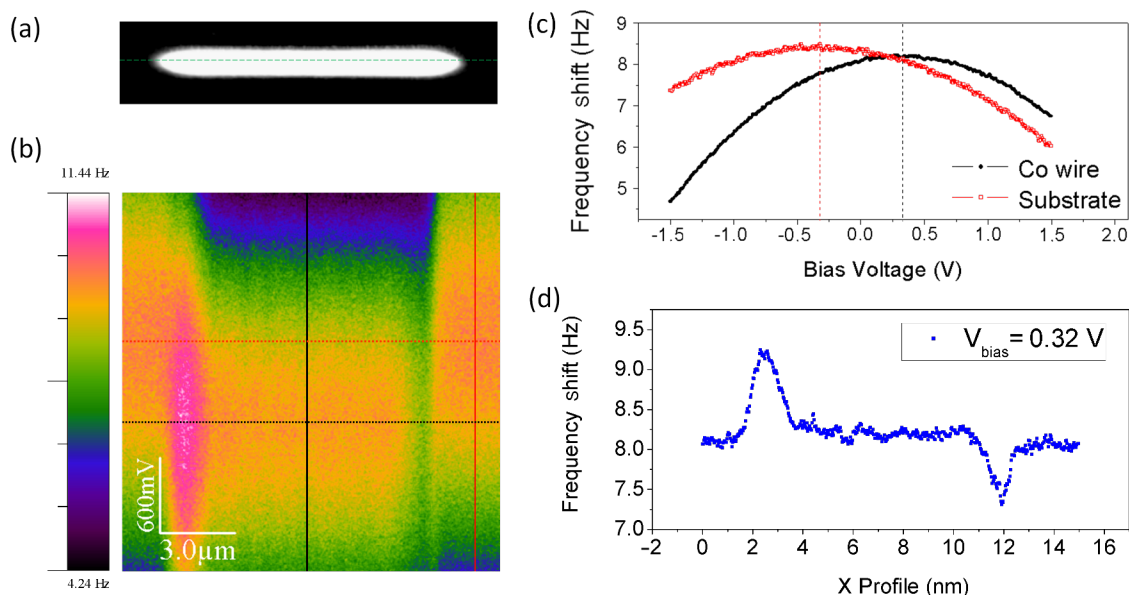 (a)
(b)
11.44 Hz
600mV
3.0µm
4.24 Hz
(c)
Frequency shift (Hz)
9
8
7
6
5
Co wire
Substrate
-1.5 -1.0 -0.5 0.0 0.5 1.0 1.5 2.0
Bias Voltage (V)
(d)
Frequency shift (Hz)
9.5
9.0
8.5
8.0
7.5
7.0
Vbias= 0.32 V
-2 0 2 4 6 8 10 12 14 16
X Profile (nm)